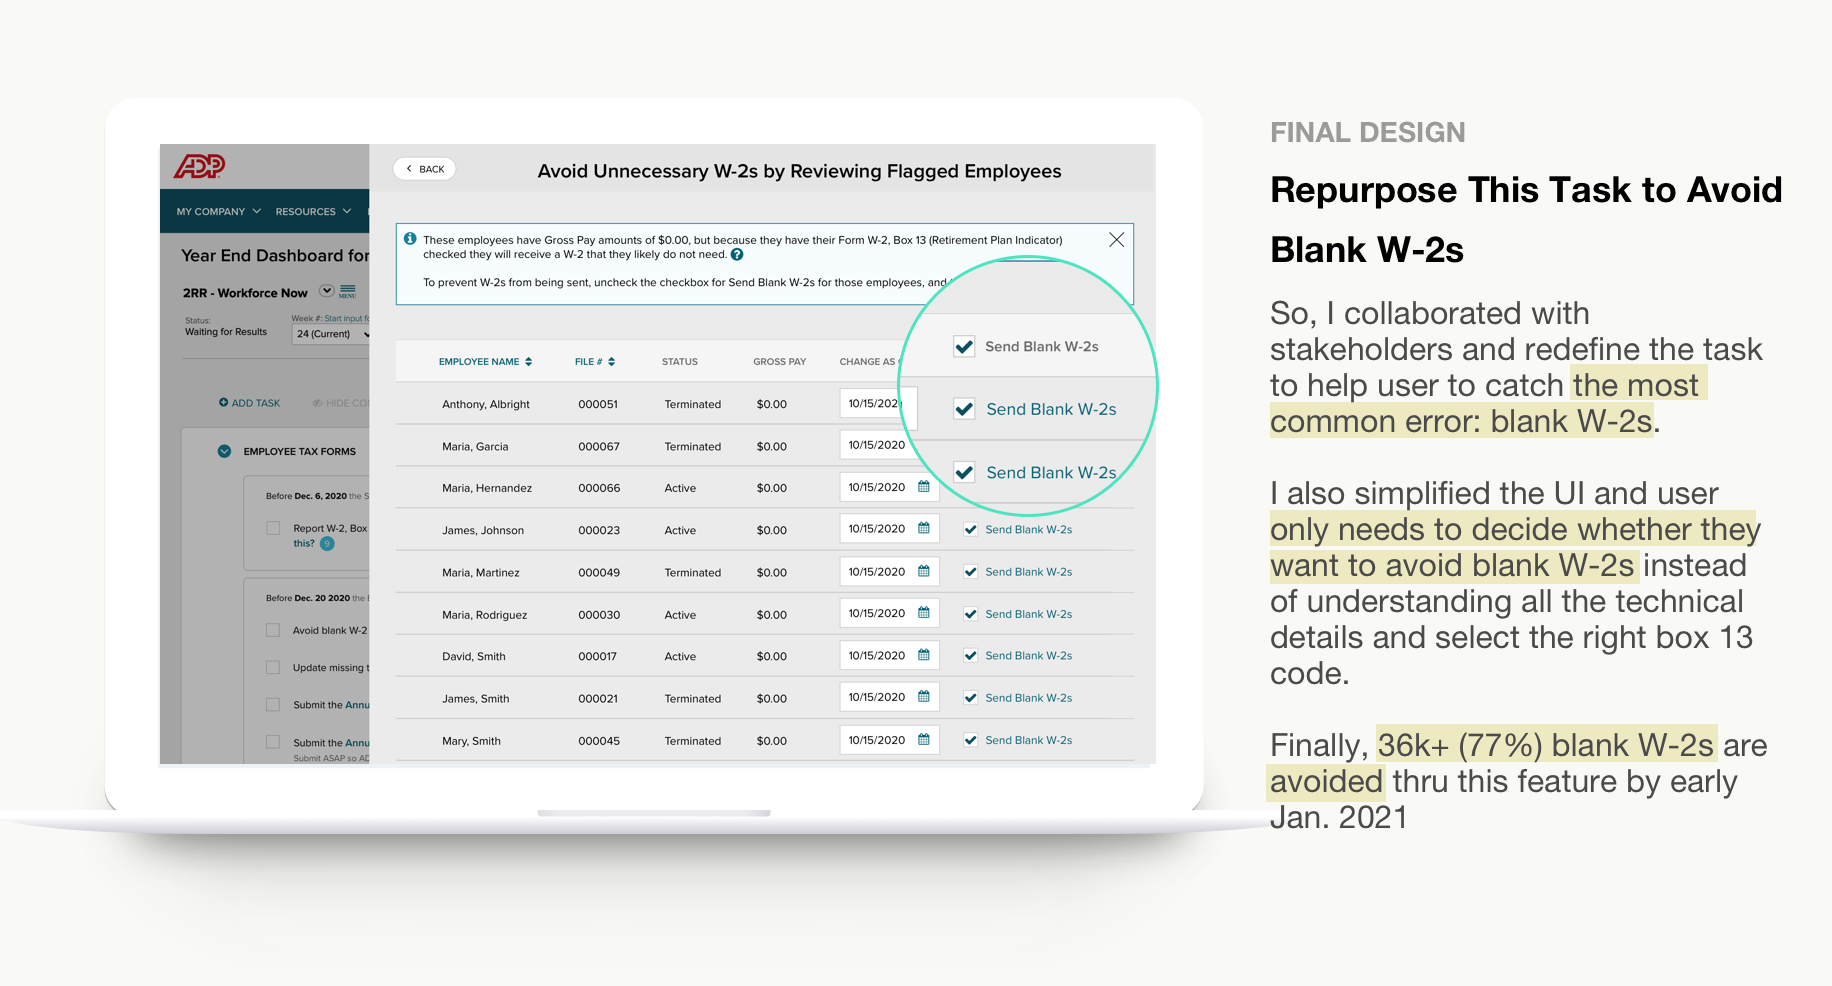 ADP
MY COMPANY
RESOURCES
Year End Dashboard for
2RR - Workforce Now
MENU
Status:
Waiting for Results
Week #: Start input fo
24 (Current)
ADD TASK
HIDE CO
EMPLOYEE TAX FORMS
Before Dec. 6, 2020 the S
Report W-2, Box
this? 9
Before Dec. 20 2020 the
Avoid blank W-2
Update missing t
Submit the Annu
Submit the Annu
Submit ASAP so AD
BACK
Avoid Unnecessary W-2s by Reviewing Flagged Employees
These employees have Gross Pay amounts of $0.00, but because they have their Form W-2, Box 13 (Retirement Plan Indicator)
checked they will receive a W-2 that they likely do not need.
To prevent W-2s from being sent, uncheck the checkbox for Send Blank W-2s for those employees, and
EMPLOYEE NAME FILE # STATUS GROSS PAY CHANGE AS
Anthony, Albright 000051 Terminated $0.00 10/15/202
Maria, Garcia 000067 Terminated $0.00 10/15/2020
Maria, Hernandez 000066 Active $0.00 10/15/2020
James, Johnson 000023 Active $0.00 10/15/2020 Send Blank W-2s
Maria, Martinez 000049 Terminated $0.00 10/15/2020 Send Blank W-2s
Maria, Rodriguez 000030 Active $0.00 10/15/2020 Send Blank W-2s
David, Smith 000017 Active $0.00 10/15/2020 Send Blank W-2s
James, Smith 000021 Terminated $0.00 10/15/2020 Send Blank W-2s
Mary, Smith 000045 Terminated $0.00 10/15/2020 Send Blank W-2s
Send Blank W-2s
Send Blank W-2s
Send Blank W-2s
FINAL DESIGN
Repurpose This Task to Avoid
Blank W-2s
So, I collaborated with
stakeholders and redefine the task
to help user to catch the most
common error: blank W-2s.
I also simplified the UI and user
only needs to decide whether they
want to avoid blank W-2s instead
of understanding all the technical
details and select the right box 13
code.
Finally, 36k+ (77%) blank W-2s are
avoided thru this feature by early
Jan. 2021